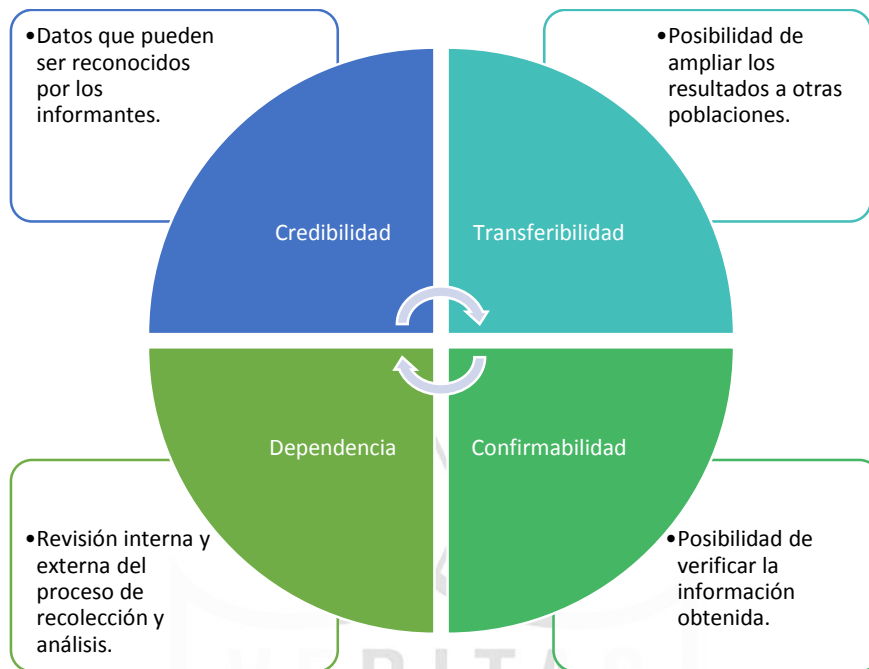 •Datos que pueden
ser reconocidos
por los
informantes.
•Posibilidad de
ampliar los
resultados a otras
poblaciones.
Credibilidad
Transferibilidad
Dependencia
Confirmabilidad
•Revisión interna y
externa del
proceso de
recolección y
análisis.
•Posibilidad de
verificar la
información
obtenida.
VERITAS